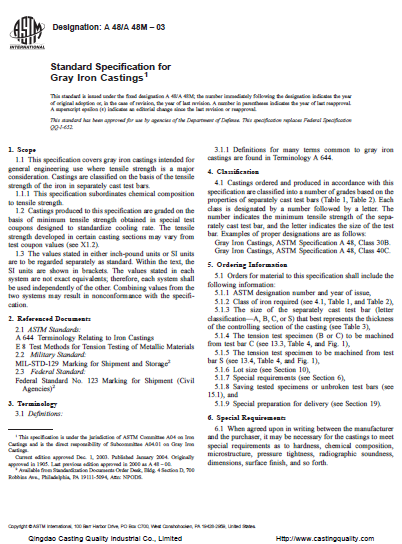 ASTM
INTERNATIONAL
Designation: A 48/A 48M – 03
Standard Specification for
Gray Iron Castings1
This standard is issued under the fixed designation A 48/A 48M; the number immediately following the designation indicates the year
of original adoption or, in the case of revision, the year of last revision. A number in parentheses indicates the year of last reapproval.
A superscript epsilon (ε) indicates an editorial change since the last revision or reapproval.
This standard has been approved for use by agencies of the Department of Defense. This specification replaces Federal Specification
QQ-I-652.
1. Scope
1.1 This specification covers gray iron castings intended for
general engineering use where tensile strength is a major
consideration. Castings are classified on the basis of the tensile
strength of the iron in separately cast test bars.
1.1.1 This specification subordinates chemical composition
to tensile strength.
1.2 Castings produced to this specification are graded on the
basis of minimum tensile strength obtained in special test
coupons designed to standardize cooling rate. The tensile
strength developed in certain casting sections may vary from
test coupon values (see X1.2).
1.3 The values stated in either inch-pound units or SI units
are to be regarded separately as standard. Within the text, the
SI units are shown in brackets. The values stated in each
system are not exact equivalents; therefore, each system shall
be used independently of the other. Combining values from the
two systems may result in nonconformance with the specifi-
cation.
2. Referenced Documents
2.1 ASTM Standards:
A 644 Terminology Relating to Iron Castings
E 8 Test Methods for Tension Testing of Metallic Materials
2.2 Military Standard:
MIL-STD-129 Marking for Shipment and Storage2
2.3 Federal Standard:
Federal Standard No. 123 Marking for Shipment (Civil
Agencies)2
3. Terminology
3.1 Definitions:
1 This specification is under the jurisdiction of ASTM Committee A04 on Iron
Castings and is the direct responsibility of Subcommittee A04.01 on Gray Iron
Castings.
Current edition approved Dec. 1, 2003. Published January 2004. Originally
approved in 1905. Last previous edition approved in 2000 as A 48 – 00.
2 Available from Standardization Documents Order Desk, Bldg. 4 Section D, 700
Robbins Ave., Philadelphia, PA 19111-5094, Attn: NPODS.
3.1.1 Definitions for many terms common to gray iron
castings are found in Terminology A 644.
4. Classification
4.1 Castings ordered and produced in accordance with this
specification are classified into a number of grades based on the
properties of separately cast test bars (Table 1, Table 2). Each
class is designated by a number followed by a letter. The
number indicates the minimum tensile strength of the sepa-
rately cast test bar, and the letter indicates the size of the test
bar. Examples of proper designations are as follows:
Gray Iron Castings, ASTM Specification A 48, Class 30B.
Gray Iron Castings, ASTM Specification A 48, Class 40C.
5. Ordering Information
5.1 Orders for material to this specification shall include the
following information:
5.1.1 ASTM designation number and year of issue,
5.1.2 Class of iron required (see 4.1, Table 1, and Table 2),
5.1.3 The size of the separately cast test bar (letter
classification—A, B, C, or S) that best represents the thickness
of the controlling section of the casting (see Table 3),
5.1.4 The tension test specimen (B or C) to be machined
from test bar C (see 13.3, Table 4, and Fig. 1),
5.1.5 The tension test specimen to be machined from test
bar S (see 13.4, Table 4, and Fig. 1),
5.1.6 Lot size (see Section 10),
5.1.7 Special requirements (see Section 6),
5.1.8 Saving tested specimens or unbroken test bars (see
15.1), and
5.1.9 Special preparation for delivery (see Section 19).
6. Special Requirements
6.1 When agreed upon in writing between the manufacturer
and the purchaser, it may be necessary for the castings to meet
special requirements as to hardness, chemical composition,
microstructure, pressure tightness, radiographic soundness,
dimensions, surface finish, and so forth.
Copyright © ASTM International, 100 Barr Harbor Drive, PO Box C700, West Conshohocken, PA 19428-2959, United States.
Qingdao Casting Quality Industrial Co., Limited
Http://www.castingquality.com